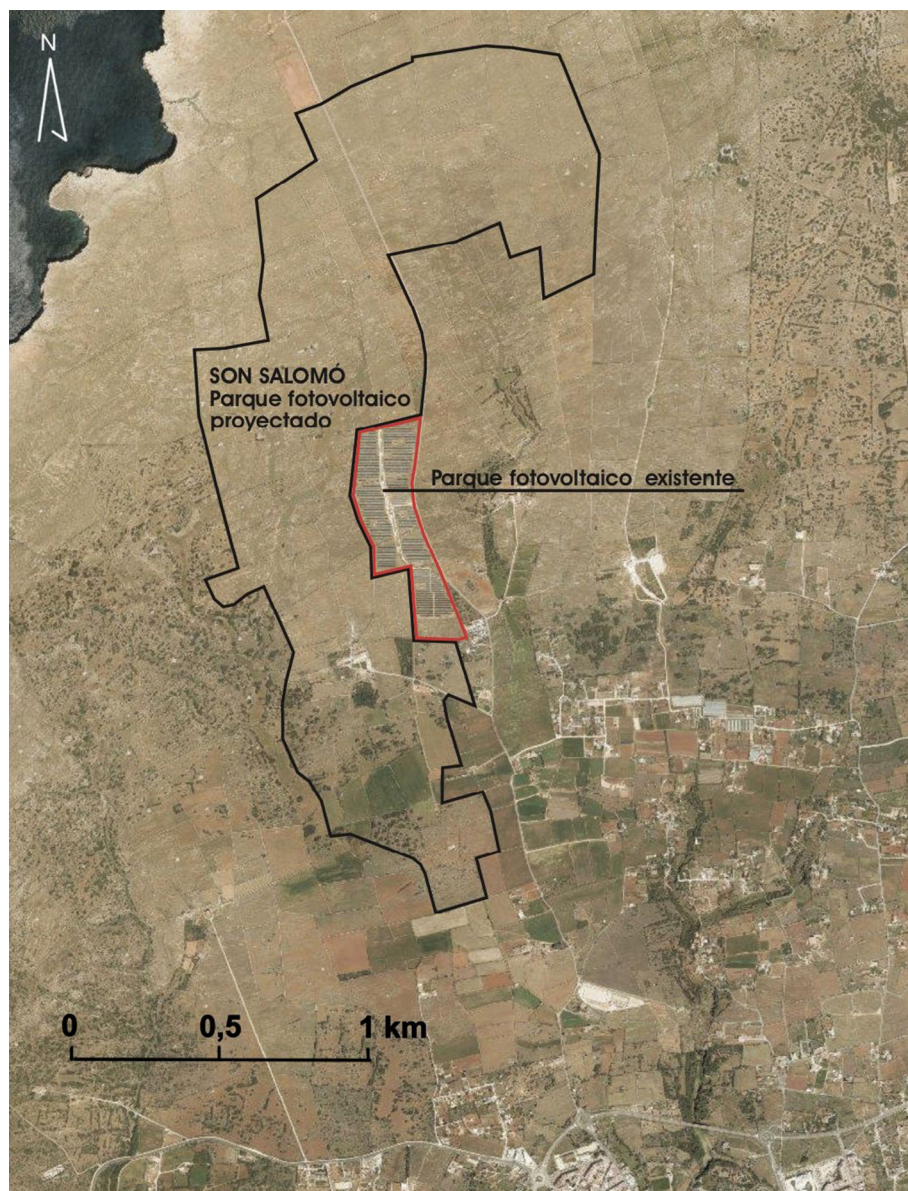 N
SON SALOMÓ
Parque fotovoltaico
proyectado
Parque fotovoltaico existente
0 0,5 1 km